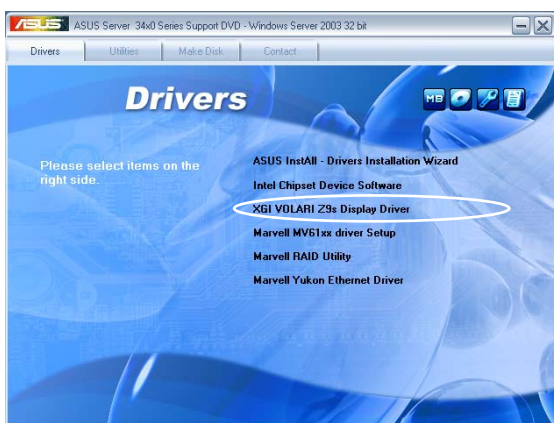 ASUS ASUS Server 34x0 Series Support DVD - Windows Server 2003 32 bit
Drivers Utilities Make Disk Contact
Drivers
MB
Please select items on the
right side.
ASUS InstAll - Drivers Installation Wizard
Intel Chipset Device Software
XGI VOLARI Z9s Display Driver
Marvell MV61xx driver Setup
Marvell RAID Utility
Marvell Yukon Ethernet Driver